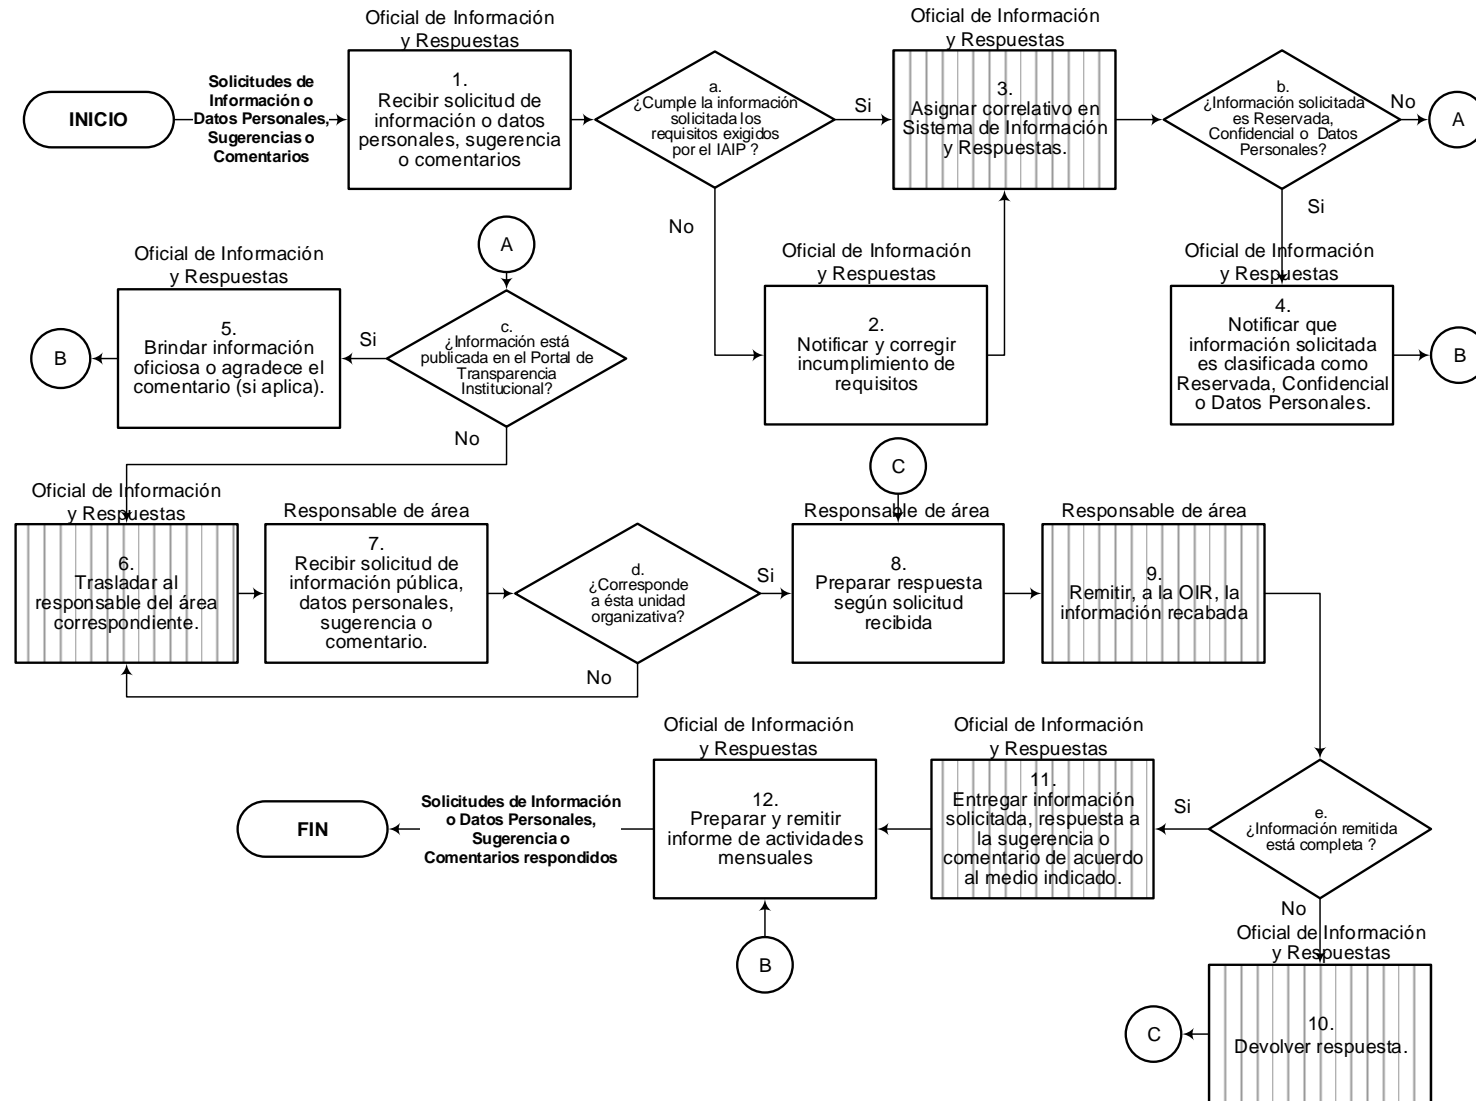 Oficial de Información
y Respuestas
Oficial de Información
y Respuestas
INICIO
Solicitudes de
Información o
Datos Personales,
Sugerencias o
Comentarios
1.
Recibir solicitud de
información o datos
personales, sugerencia
o comentarios
a.
¿Cumple la información
solicitada los
requisitos exigidos
por el IAIP ?
Si
No
3.
Asignar correlativo en
Sistema de Información
y Respuestas.
b.
¿Información solicitada
es Reservada,
Confidencial o Datos
Personales?
No
A
Si
Oficial de Información
y Respuestas
5.
Brindar información
oficiosa o agradece el
comentario (si aplica).
B
Si
A
c.
¿Información está
publicada en el Portal de
Transparencia
Institucional?
No
Oficial de Información
y Respuestas
2.
Notificar y corregir
incumplimiento de
requisitos
Oficial de Información
y Respuestas
4.
Notificar que
información solicitada
es clasificada como
Reservada, Confidencial
o Datos Personales.
B
C
Oficial de Información
y Respuestas
6.
Trasladar al
responsable del área
correspondiente.
Responsable de área
7.
Recibir solicitud de
información pública,
datos personales,
sugerencia o
comentario.
d.
¿Corresponde
a ésta unidad
organizativa?
Si
No
Responsable de área
8.
Preparar respuesta
según solicitud
recibida
Responsable de área
9.
Remitir, a la OIR, la
información recabada
FIN
Solicitudes de Información
o Datos Personales,
Sugerencia o
Comentarios respondidos
Oficial de Información
y Respuestas
12.
Preparar y remitir
informe de actividades
mensuales
B
Oficial de Información
y Respuestas
11.
Entregar información
solicitada, respuesta a
la sugerencia o
comentario de acuerdo
al medio indicado.
Si
e.
¿Información remitida
está completa ?
No
Oficial de Información
y Respuestas
10.
Devolver respuesta.
C